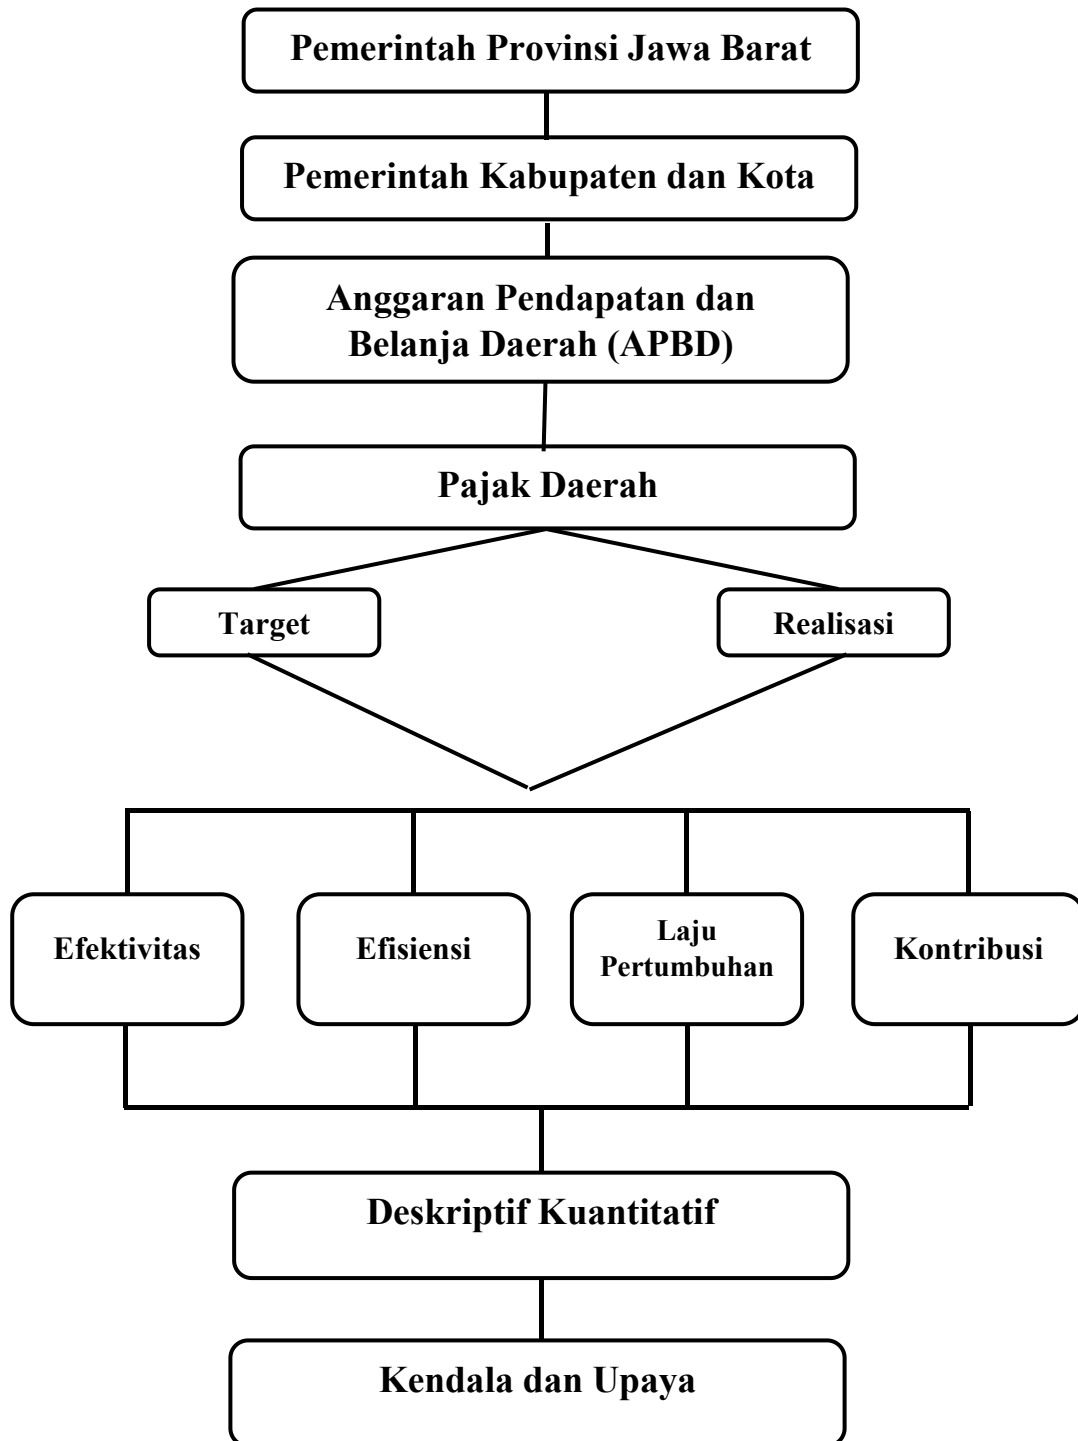 Pemerintah Provinsi Jawa Barat
Pemerintah Kabupaten dan Kota
Anggaran Pendapatan dan
Belanja Daerah (APBD)
Pajak Daerah
Target
Realisasi
Efektivitas
Efisiensi
Laju
Pertumbuhan
Kontribusi
Deskriptif Kuantitatif
Kendala dan Upaya